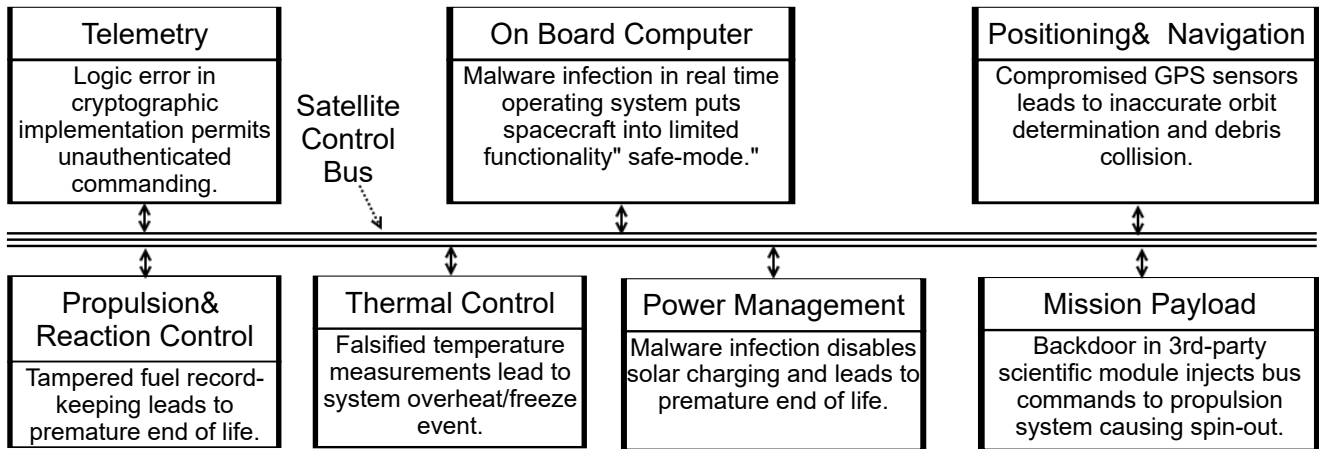 Telemetry
Logic error in
cryptographic
implementation permits
unauthenticated
commanding.
On Board Computer
Malware infection in real time
operating system puts
spacecraft into limited
functionality" safe-mode."
Positioning& Navigation
Compromised GPS sensors
leads to inaccurate orbit
determination and debris
collision.
Satellite
Control
Bus
Propulsion&
Reaction Control
Tampered fuel record-
keeping leads to
premature end of life.
Thermal Control
Falsified temperature
measurements lead to
system overheat/freeze
event.
Power Management
Malware infection disables
solar charging and leads to
premature end of life.
Mission Payload
Backdoor in 3rd-party
scientific module injects bus
commands to propulsion
system causing spin-out.